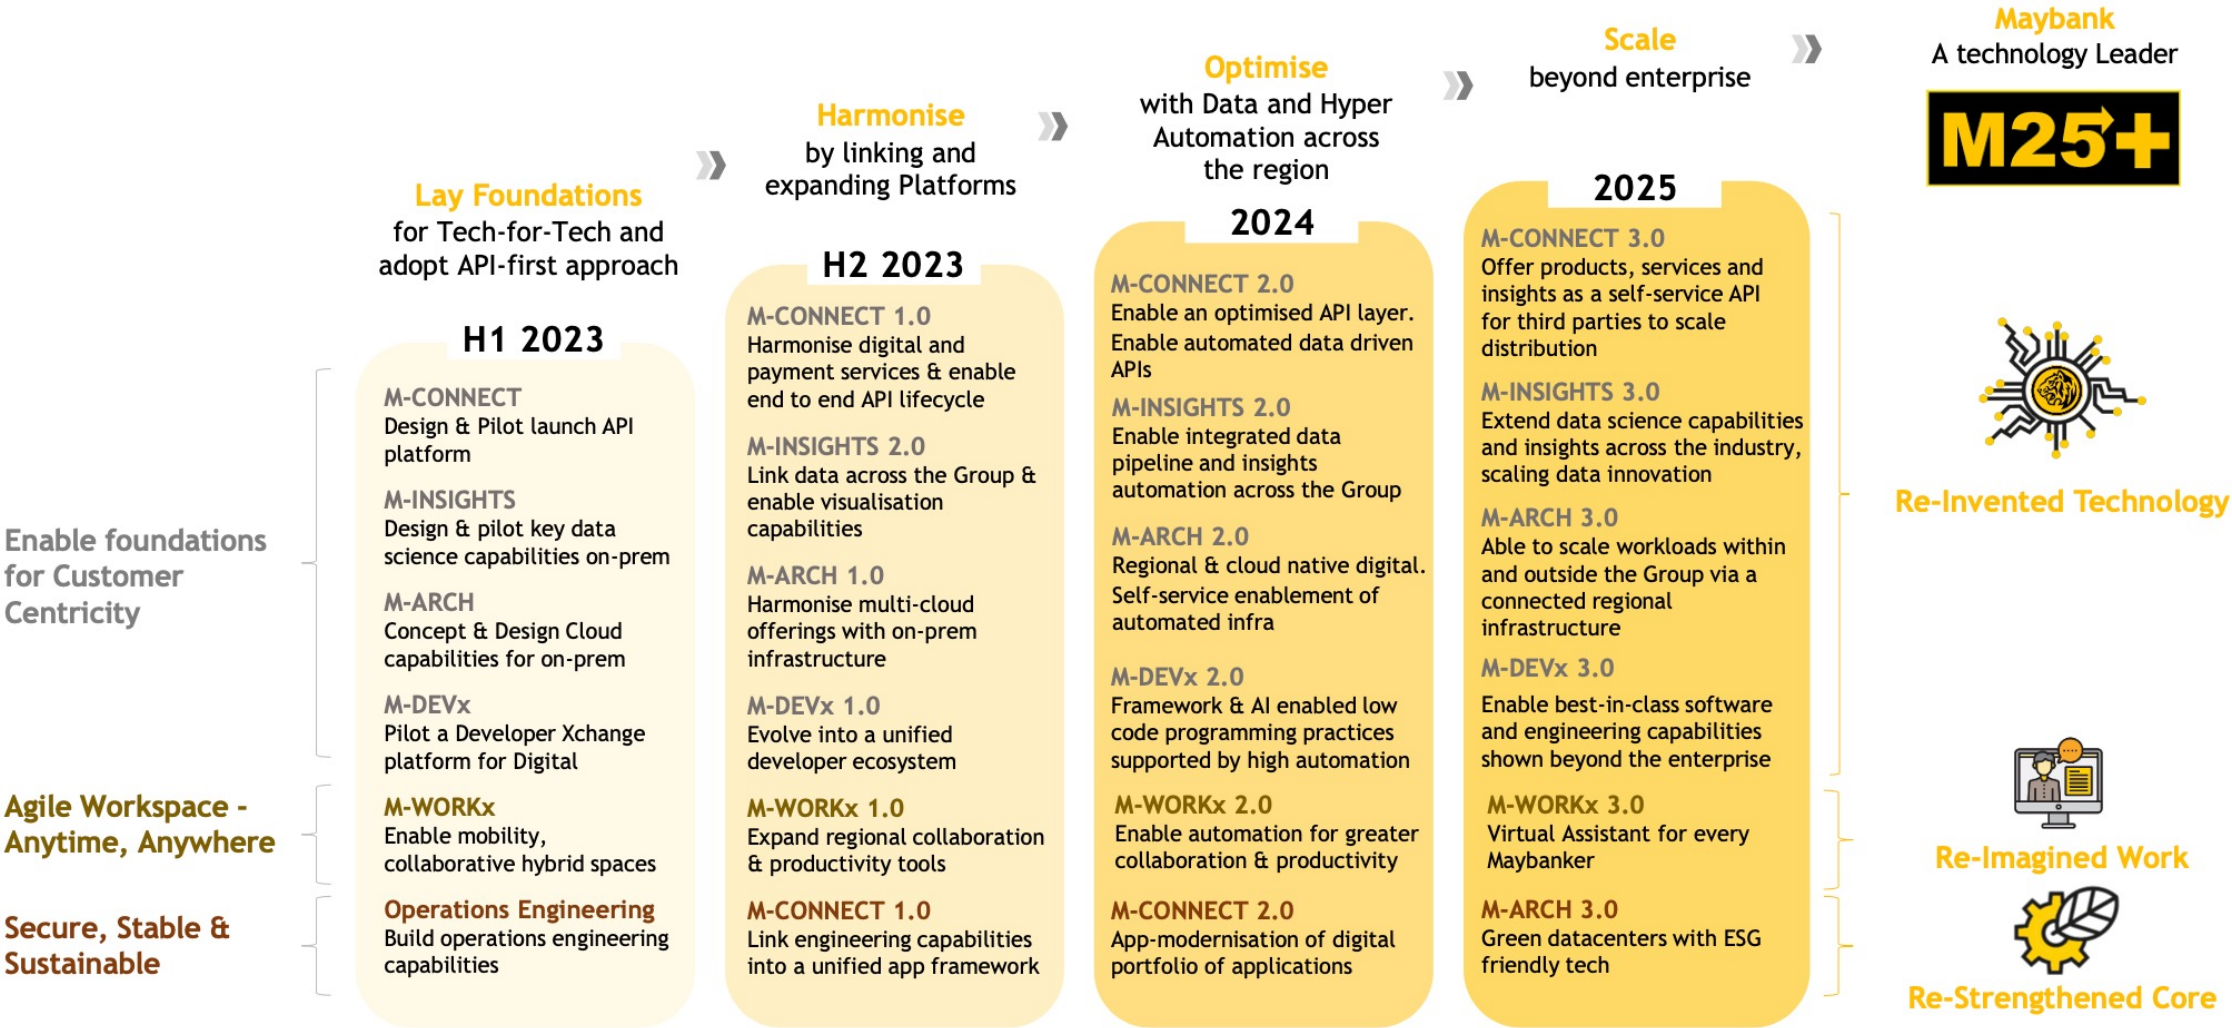 Lay Foundations
for Tech-for-Tech and
adopt API-first approach
Harmonise
by linking and
expanding Platforms
Optimise
with Data and Hyper
Automation across
the region
Scale
beyond enterprise
Maybank
A technology Leader
M25+
Enable foundations
for Customer
Centricity
Agile Workspace -
Anytime, Anywhere
Secure, Stable &
Sustainable
H1 2023
M-CONNECT
Design & Pilot launch API
platform
M-INSIGHTS
Design & pilot key data
science capabilities on-prem
M-ARCH
Concept & Design Cloud
capabilities for on-prem
M-DEVx
Pilot a Developer Xchange
platform for Digital
M-WORKx
Enable mobility,
collaborative hybrid spaces
Operations Engineering
Build operations engineering
capabilities
H2 2023
M-CONNECT 1.0
Harmonise digital and
payment services & enable
end to end API lifecycle
M-INSIGHTS 2.0
Link data across the Group &
enable visualisation
capabilities
M-ARCH 1.0
Harmonise multi-cloud
offerings with on-prem
infrastructure
M-DEVx 1.0
Evolve into a unified
developer ecosystem
M-WORKx 1.0
Expand regional collaboration
& productivity tools
M-CONNECT 1.0
Link engineering capabilities
into a unified app framework
2024
M-CONNECT 2.0
Enable an optimised API layer.
Enable automated data driven
APIs
M-INSIGHTS 2.0
Enable integrated data
pipeline and insights
automation across the Group
M-ARCH 2.0
Regional & cloud native digital.
Self-service enablement of
automated infra
M-DEVx 2.0
Framework & AI enabled low
code programming practices
supported by high automation
M-WORKx 2.0
Enable automation for greater
collaboration & productivity
M-CONNECT 2.0
App-modernisation of digital
portfolio of applications
2025
M-CONNECT 3.0
Offer products, services and
insights as a self-service API
for third parties to scale
distribution
M-INSIGHTS 3.0
Extend data science capabilities
and insights across the industry,
scaling data innovation
M-ARCH 3.0
Able to scale workloads within
and outside the Group via a
connected regional
infrastructure
M-DEVx 3.0
Enable best-in-class software
and engineering capabilities
shown beyond the enterprise
M-WORKx 3.0
Virtual Assistant for every
Maybanker
M-ARCH 3.0
Green datacenters with ESG
friendly tech
Re-Invented Technology
Re-Imagined Work
Re-Strengthened Core